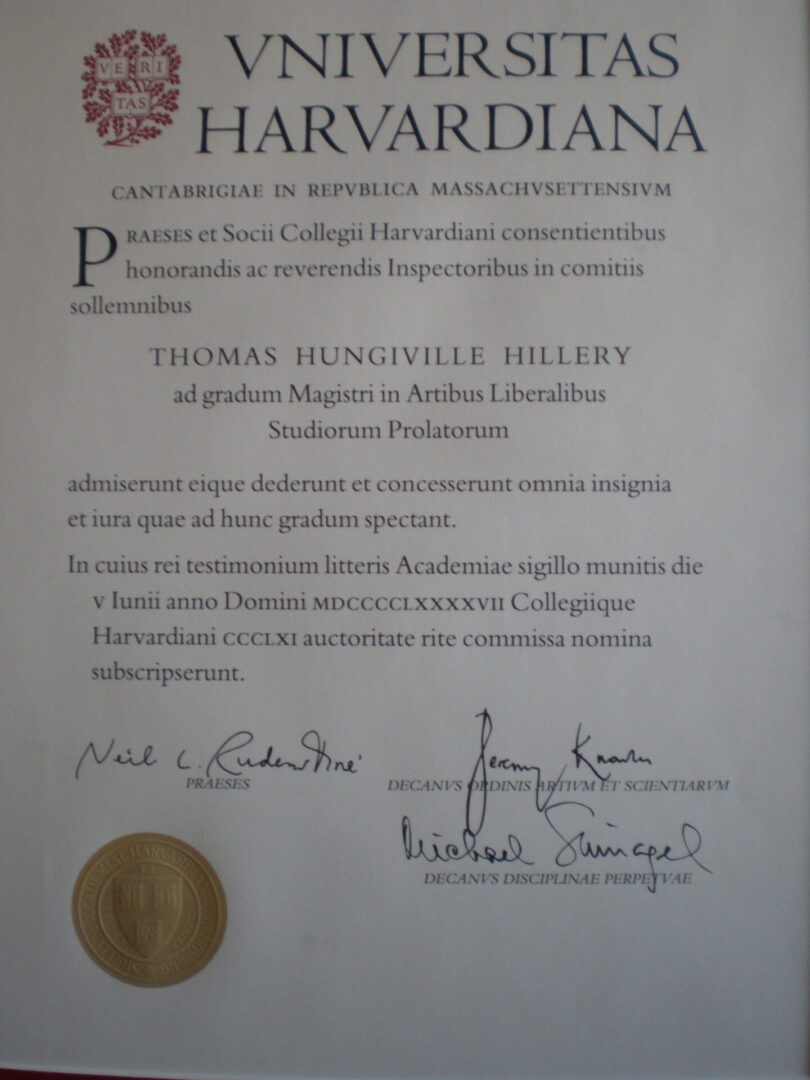 VE RI
TAS
VNIVERSITAS
HARVARDIANA
CANTABRIGIAE IN REPVBLICA MASSACHVSETTENSIVM
PRAESES et Socii Collegii Harvardiani consentientibus
honorandis ac reverendis Inspectoribus in comitiis
sollemnibus
THOMAS HUNGIVILLE HILLERY
ad gradum Magistri in Artibus Liberalibus
Studiorum Prolatorum
admiserunt eique dederunt et concesserunt omnia insignia
et iura quae ad hunc gradum spectant.
In cuius rei testimonium litteris Academiae sigillo munitis die
V Iunii anno Domini MDCCCCLXXXXVII Collegiique
Harvardiani CCCLXI auctoritate rite commissa nomina
subscripserunt.
Neil L. Rudenstine
PRAESES
Jeremy Knowles
DECANVS ORDINIS ARTIVM ET SCIENTIARVM
Michael Shinagel
DECANVS DISCIPLINAE PERPETVAE